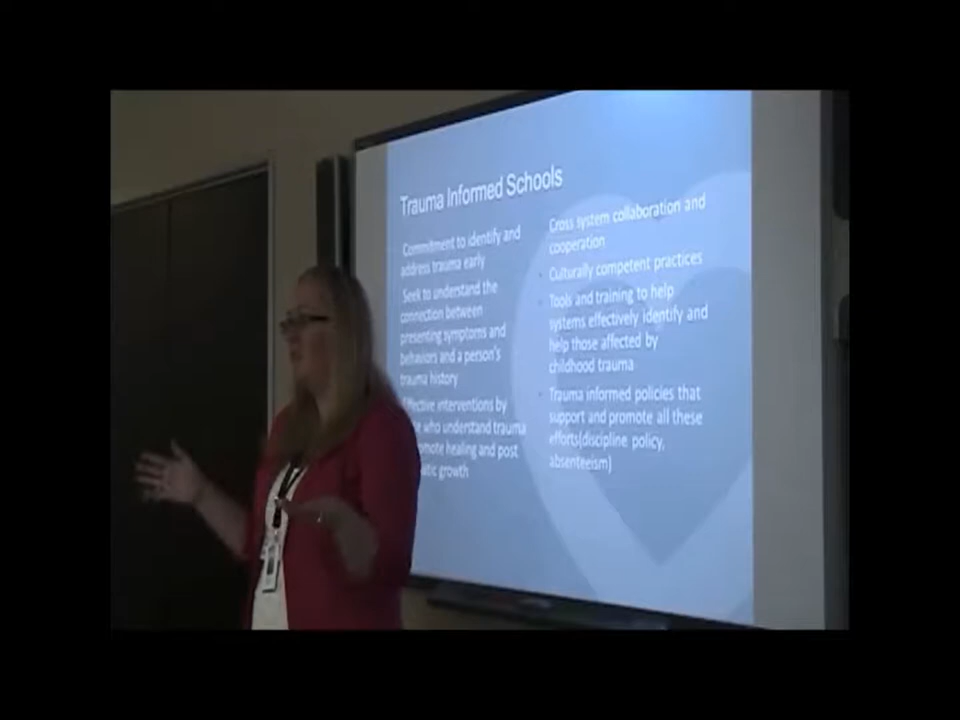 Trauma Informed Schools
Commitment to identify and
address trauma early
Seek to understand the
connection between
presenting symptoms and
behaviors and a person's
trauma history
Effective interventions by
who understand trauma
healing and post
growth
Cross system collaboration and
cooperation
Culturally competent practices
Tools and training to help
systems effectively identify and
help those affected by
childhood trauma
Trauma informed policies that
support and promote all these
efforts(discipline policy,
absenteeism)